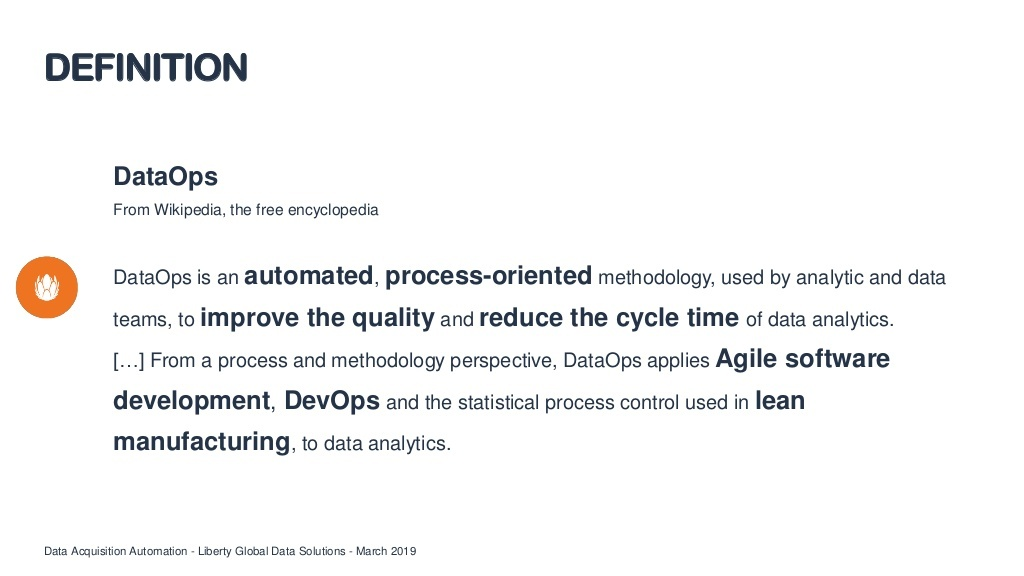 DEFINITION
DataOps
From Wikipedia, the free encyclopedia
DataOps is an automated, process-oriented methodology, used by analytic and data
teams, to improve the quality and reduce the cycle time of data analytics.
[…] From a process and methodology perspective, DataOps applies Agile software
development, DevOps and the statistical process control used in lean
manufacturing, to data analytics.
Data Acquisition Automation - Liberty Global Data Solutions - March 2019